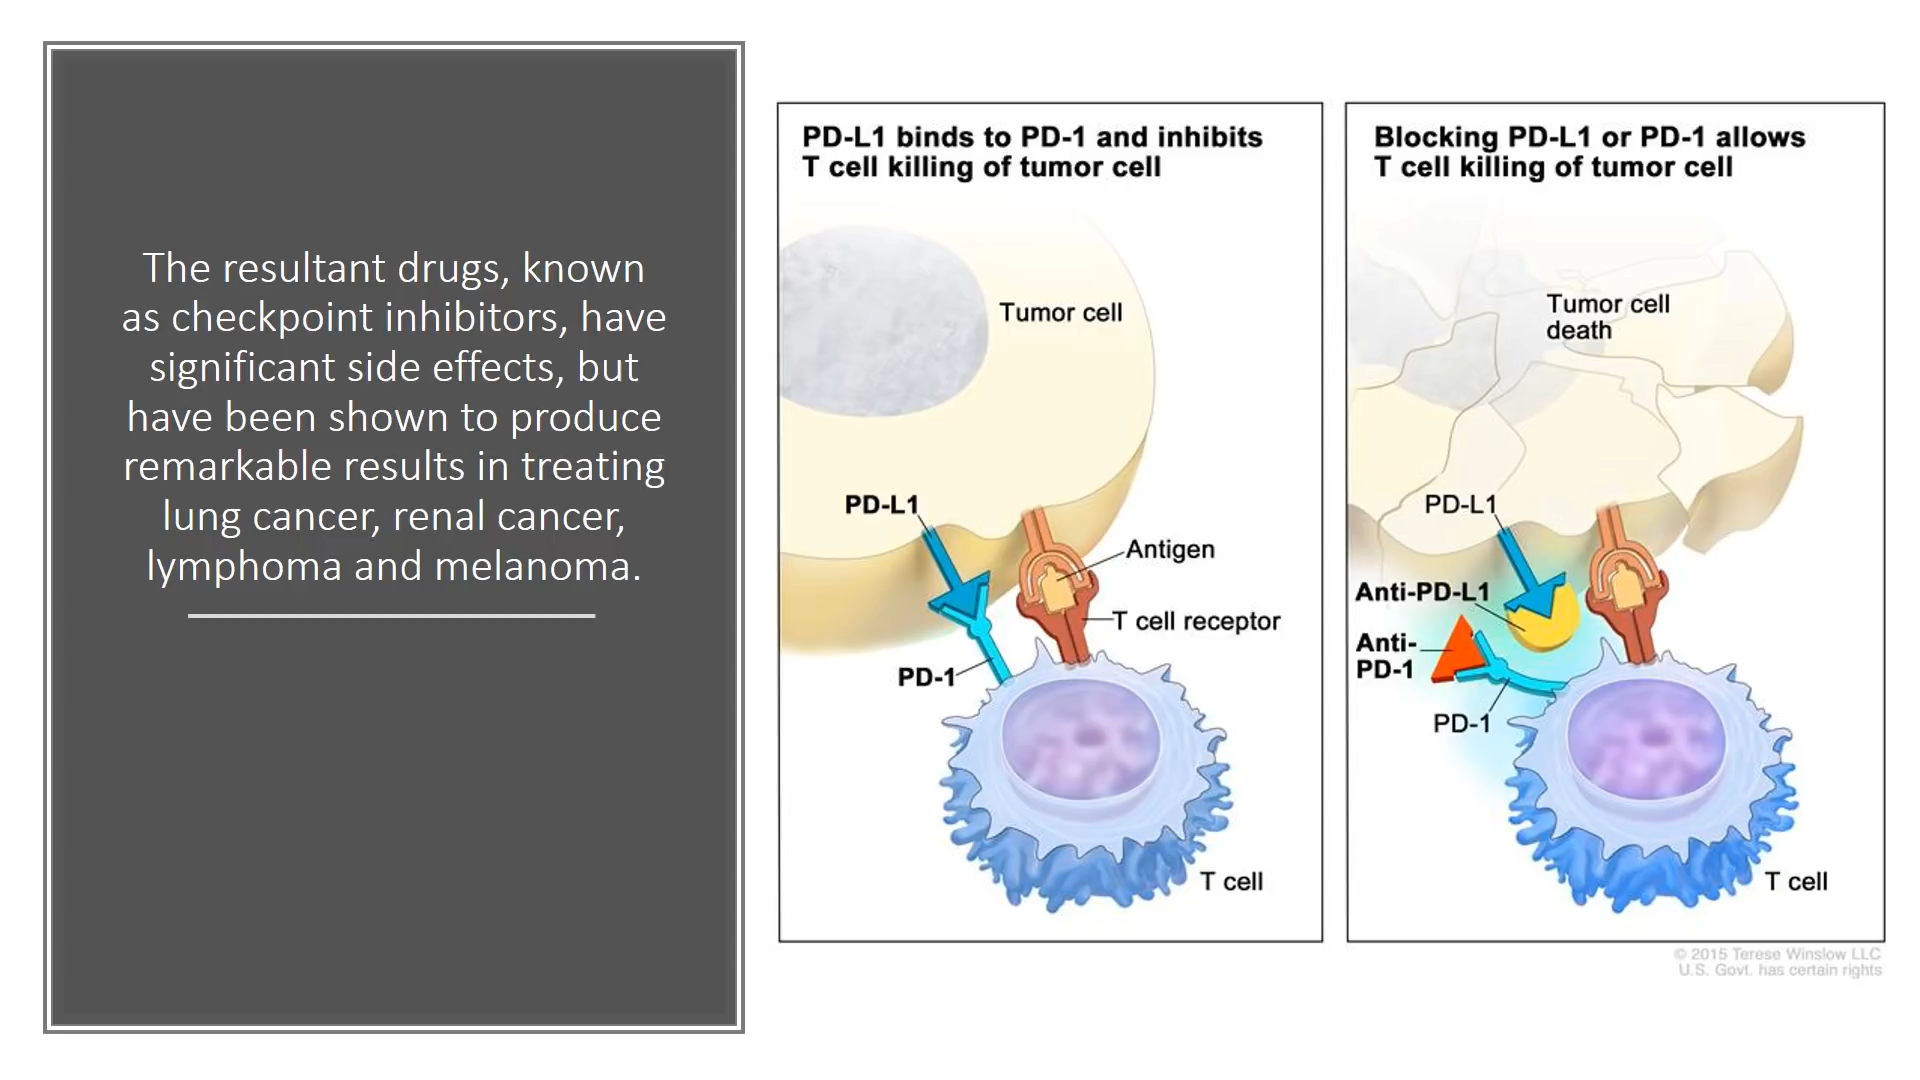 The resultant drugs, known
as checkpoint inhibitors, have
significant side effects, but
have been shown to produce
remarkable results in treating
lung cancer, renal cancer,
lymphoma and melanoma.
PD-L1 binds to PD-1 and inhibits
T cell killing of tumor cell
Tumor cell
PD-L1
Antigen
T cell receptor
PD-1
T cell
Blocking PD-L1 or PD-1 allows
T cell killing of tumor cell
Tumor cell
death
PD-L1
Anti-PD-L1
Anti-
PD-1
PD-1
T cell
© 2015 Terese Winslow LLC
U.S. Govt. has certain rights